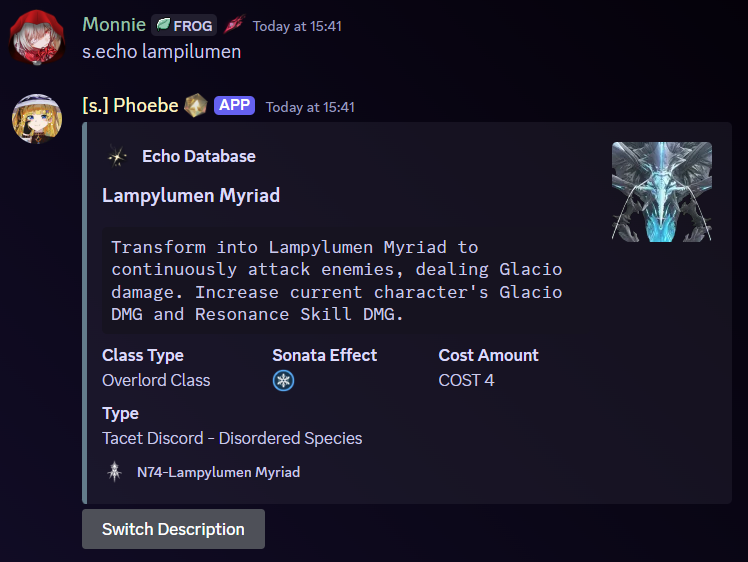 Monnie FROG Today at 15:41
s.echo lampilumen
[s.] Phoebe APP Today at 15:41
Echo Database
Lampylumen Myriad
Transform into Lampylumen Myriad to
continuously attack enemies, dealing Glacio
damage. Increase current character's Glacio
DMG and Resonance Skill DMG.
Class Type Sonata Effect Cost Amount
Overlord Class COST 4
Type
Tacet Discord - Disordered Species
N74-Lampylumen Myriad
Switch Description